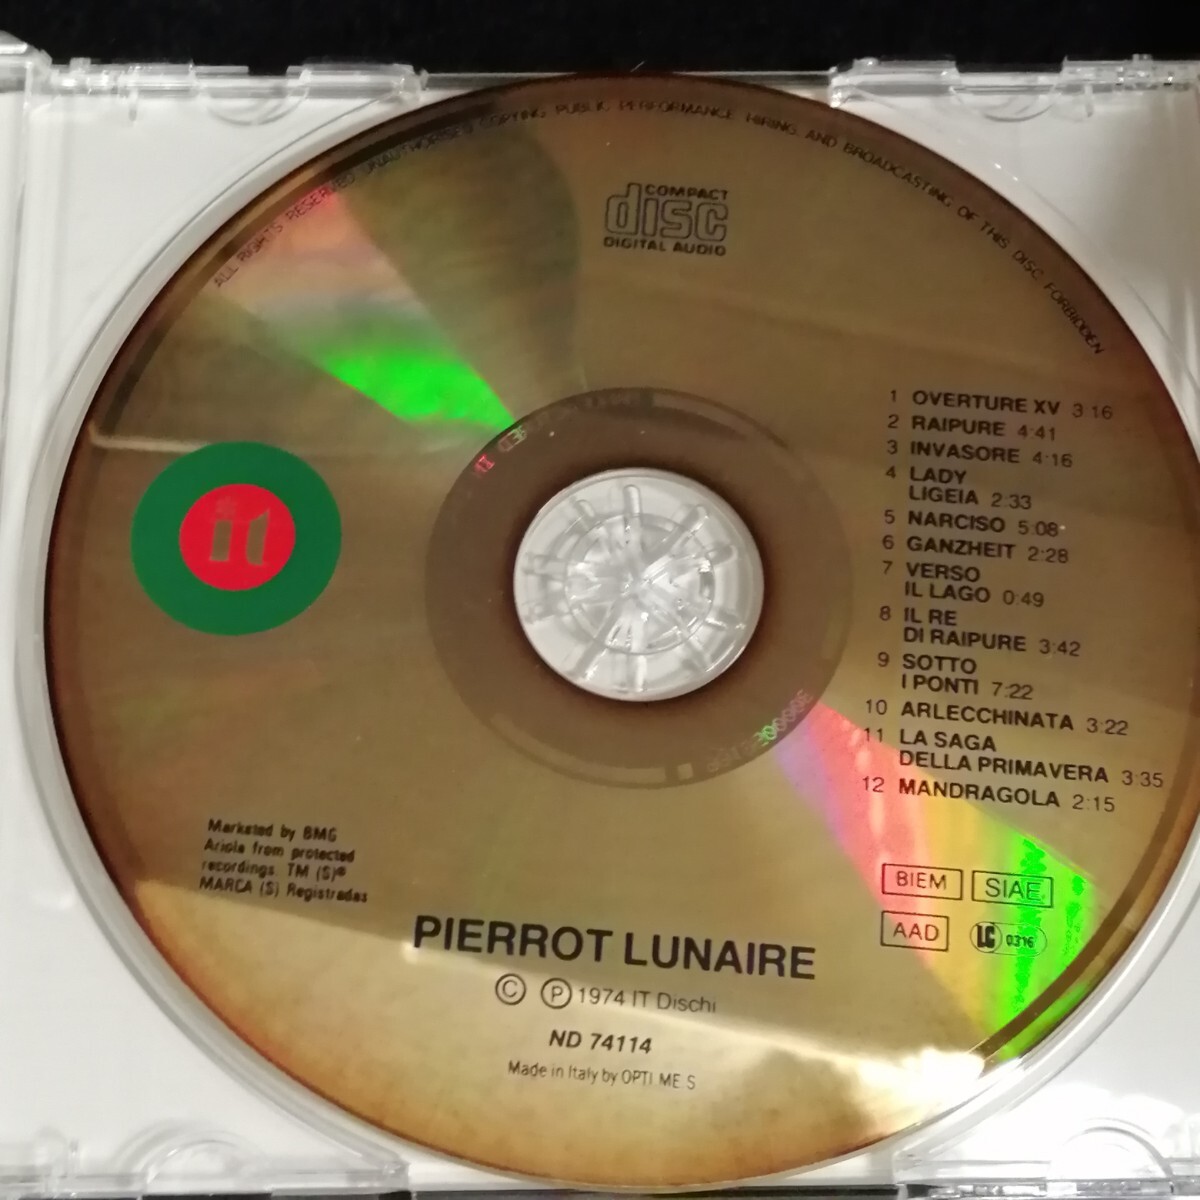 ALL RIGHTS RESERVED UNAUTHORISED COPYING PUBLIC PERFORMANCE HIRING AND BROADCASTING OF THIS DISC FORBIDDEN
COMPACT
disc
DIGITAL AUDIO
it
1 OVERTURE XV 3:16
2 RAIPURE 4:41
3 INVASORE 4:16
4 LADY
LIGEIA 2:33
5 NARCISO 5:08
6 GANZHEIT 2:28
7 VERSO
IL LAGO 0:49
8 IL RE
DI RAIPURE 3:42
9 SOTTO
I PONTI 7:22
10 ARLECCHINATA 3:22
11 LA SAGA
DELLA PRIMAVERA 3:35
12 MANDRAGOLA 2:15
Marketed by BMG
Ariola from protected
recordings. TM (S)®
MARCA (S) Registradas
BIEM SIAE
AAD LC 0316
PIERROT LUNAIRE
© ℗ 1974 IT Dischi
ND 74114
Made in Italy by OPTI.ME.S